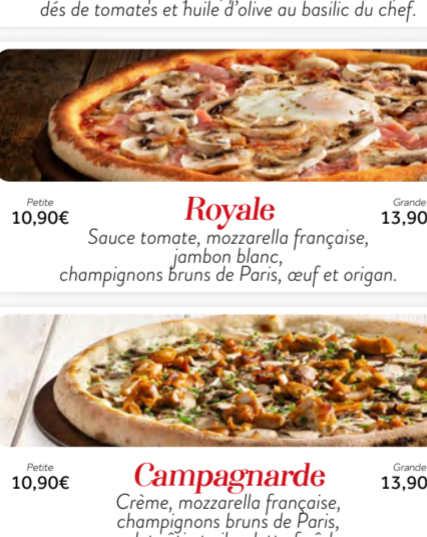 dés de tomates et huile d'olive au basilic du chef.
Petite
10,90€
Royale
Grande
13,90
Sauce tomate, mozzarella française,
jambon blanc,
champignons bruns de Paris, œuf et origan.
Petite
10,90€
Campagnarde
Grande
13,90
Crème, mozzarella française,
champignons bruns de Paris,